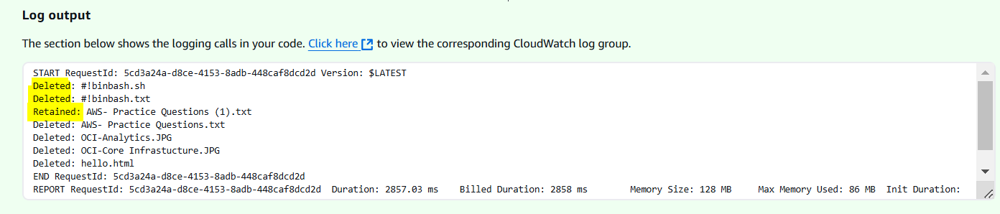 Log output
The section below shows the logging calls in your code. Click here to view the corresponding CloudWatch log group.
START RequestId: 5cd3a24a-d8ce-4153-8adb-448caf8dcd2d Version: $LATEST
Deleted: #!binbash.sh
Deleted: #!binbash.txt
Retained: AWS- Practice Questions (1).txt
Deleted: AWS- Practice Questions.txt
Deleted: OCI-Analytics.JPG
Deleted: OCI-Core Infrastucture.JPG
Deleted: hello.html
END RequestId: 5cd3a24a-d8ce-4153-8adb-448caf8dcd2d
REPORT RequestId: 5cd3a24a-d8ce-4153-8adb-448caf8dcd2d Duration: 2857.03 ms Billed Duration: 2858 ms Memory Size: 128 MB Max Memory Used: 86 MB Init Duration: